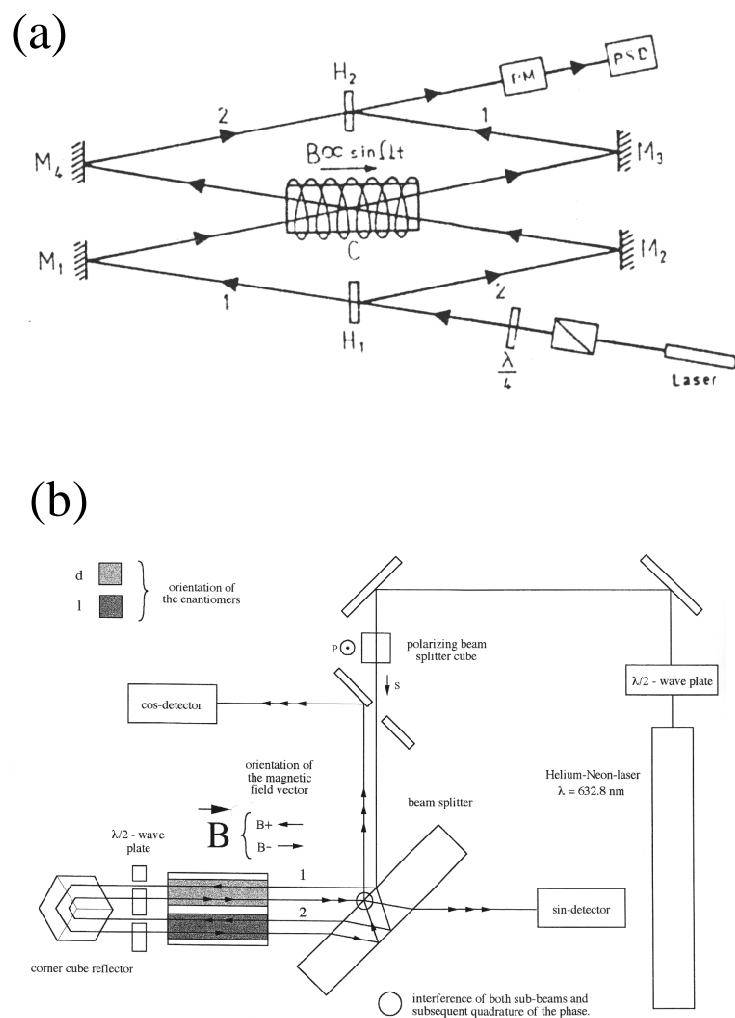 (a)
H₂
PM
PSD
2
1
M₄
B∝ sinΩt
M₃
C
M₁
M₂
1
2
H₁
λ/4
Laser
(b)
d
l
orientation of
the enantiomers
P
polarizing beam
splitter cube
S
λ/2 - wave plate
cos-detector
orientation of
the magnetic
field vector
Helium-Neon-laser
λ = 632.8 nm
beam splitter
B
B+
B-
λ/2 - wave
plate
1
2
sin-detector
corner cube reflector
interference of both sub-beams and
subsequent quadrature of the phase.